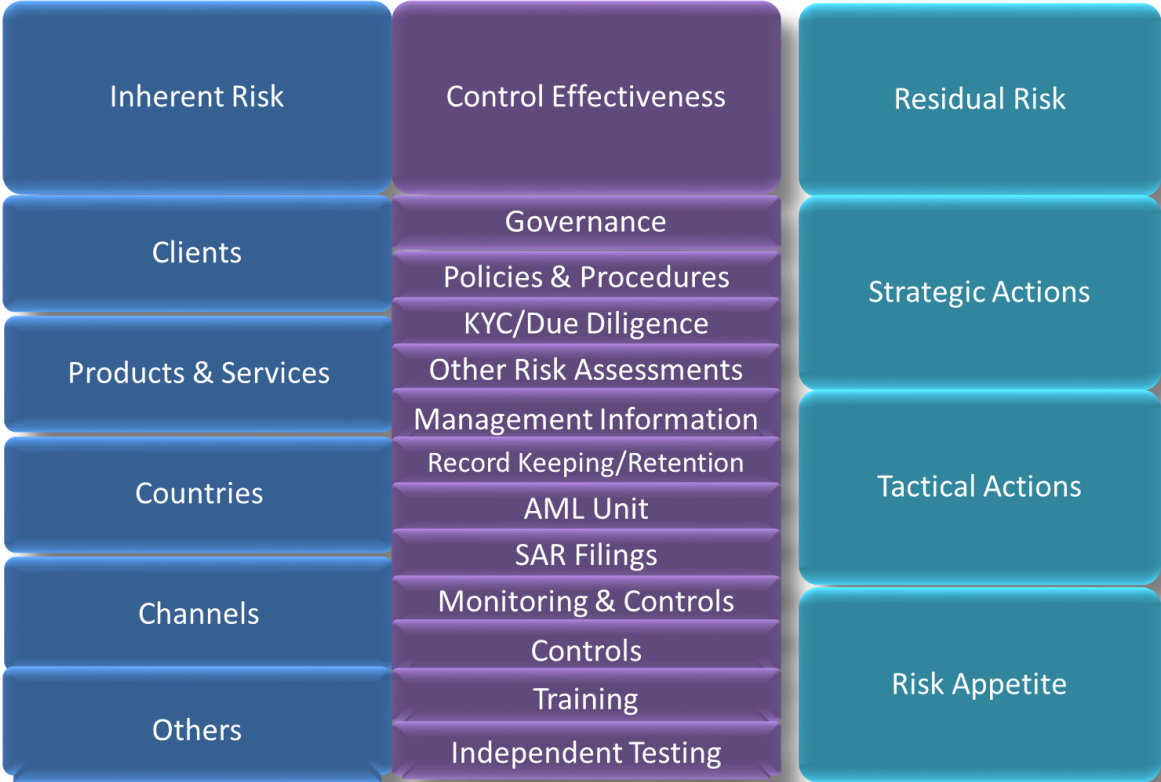 Inherent Risk
Clients
Products & Services
Countries
Channels
Others
Control Effectiveness
Governance
Policies & Procedures
KYC/Due Diligence
Other Risk Assessments
Management Information
Record Keeping/Retention
AML Unit
SAR Filings
Monitoring & Controls
Controls
Training
Independent Testing
Residual Risk
Strategic Actions
Tactical Actions
Risk Appetite